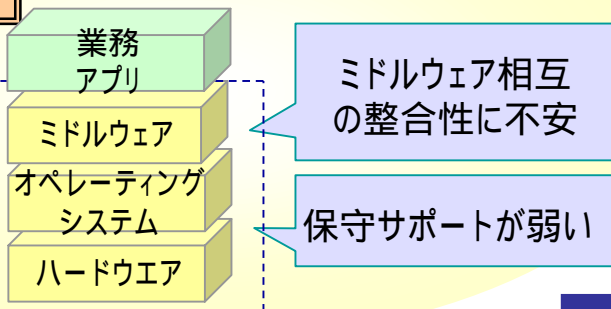 業務
アプリ
ミドルウェア
オペレーティング
システム
ハードウエア
ミドルウェア相互
の整合性に不安
保守サポートが弱い